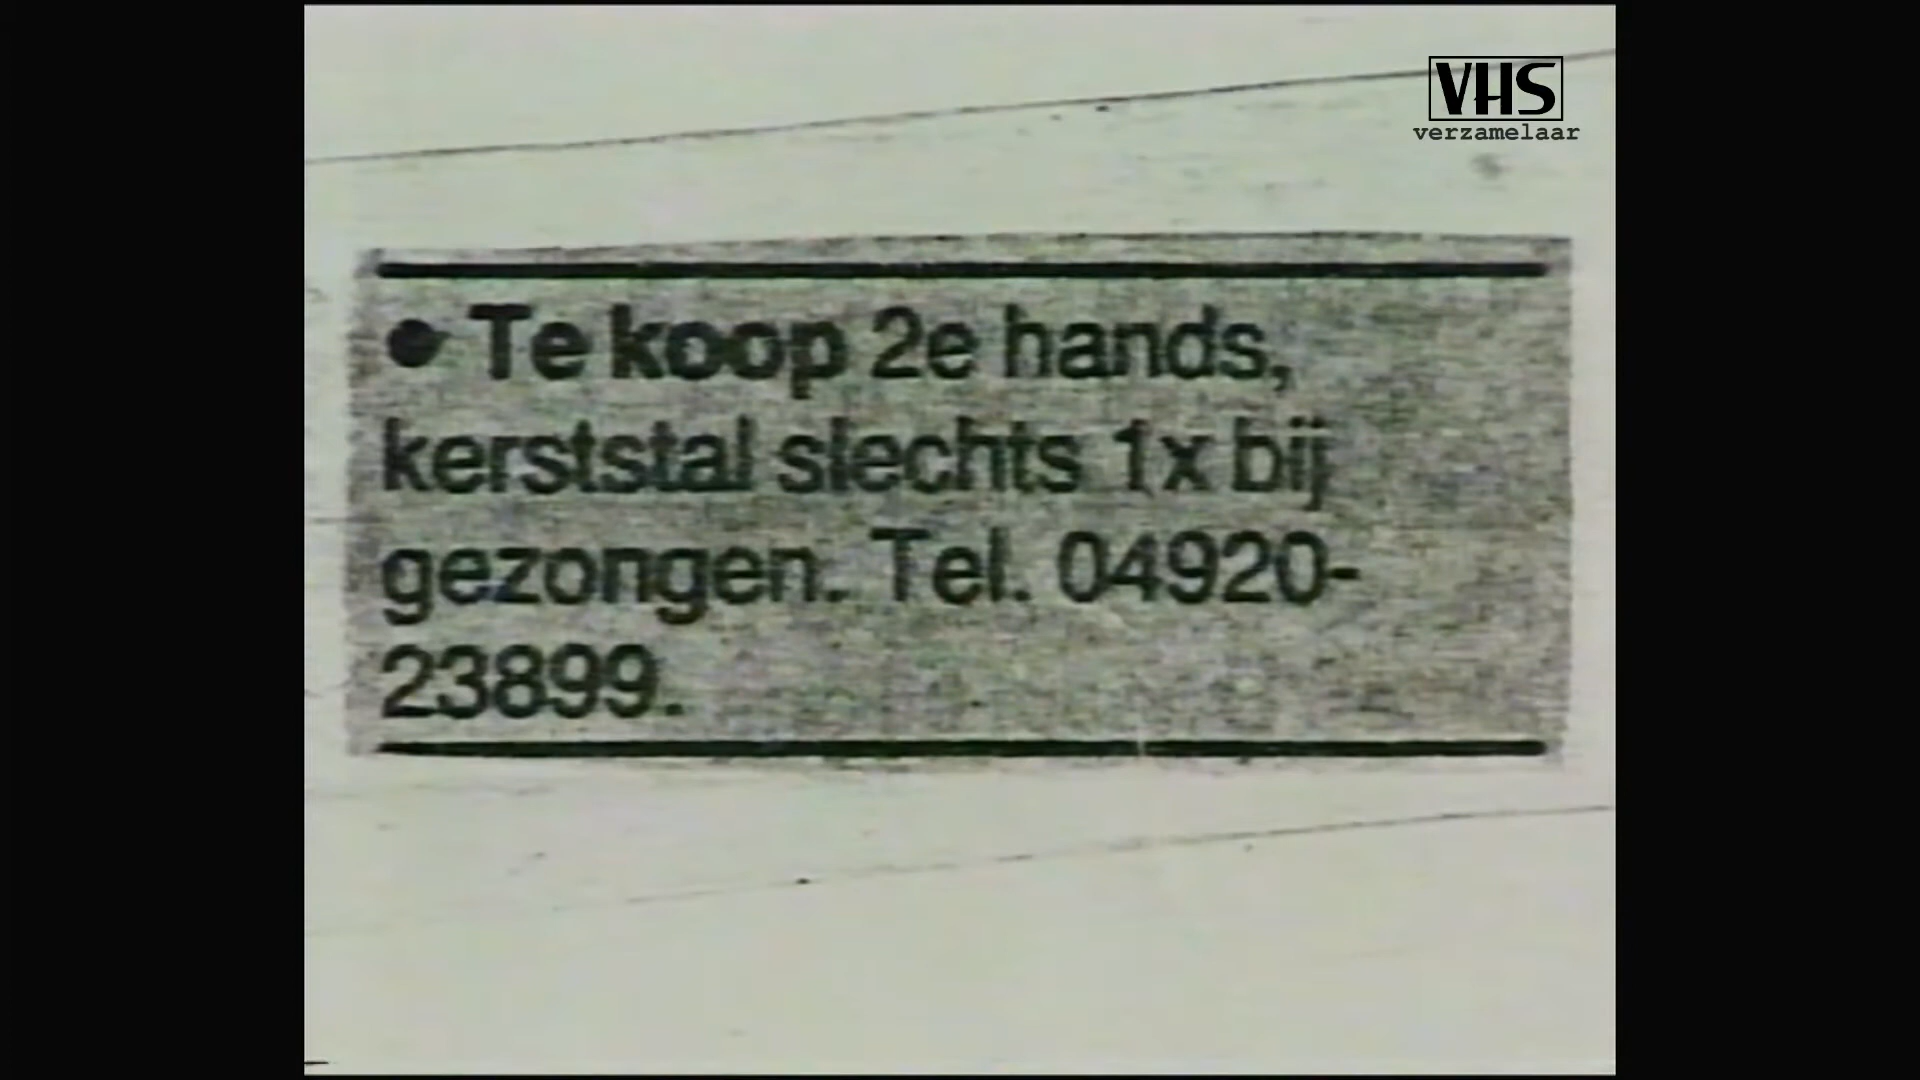 VHS
verzamelaar
• Te koop 2e hands,
kerststal slechts 1x bij
gezongen. Tel. 04920-
23899.